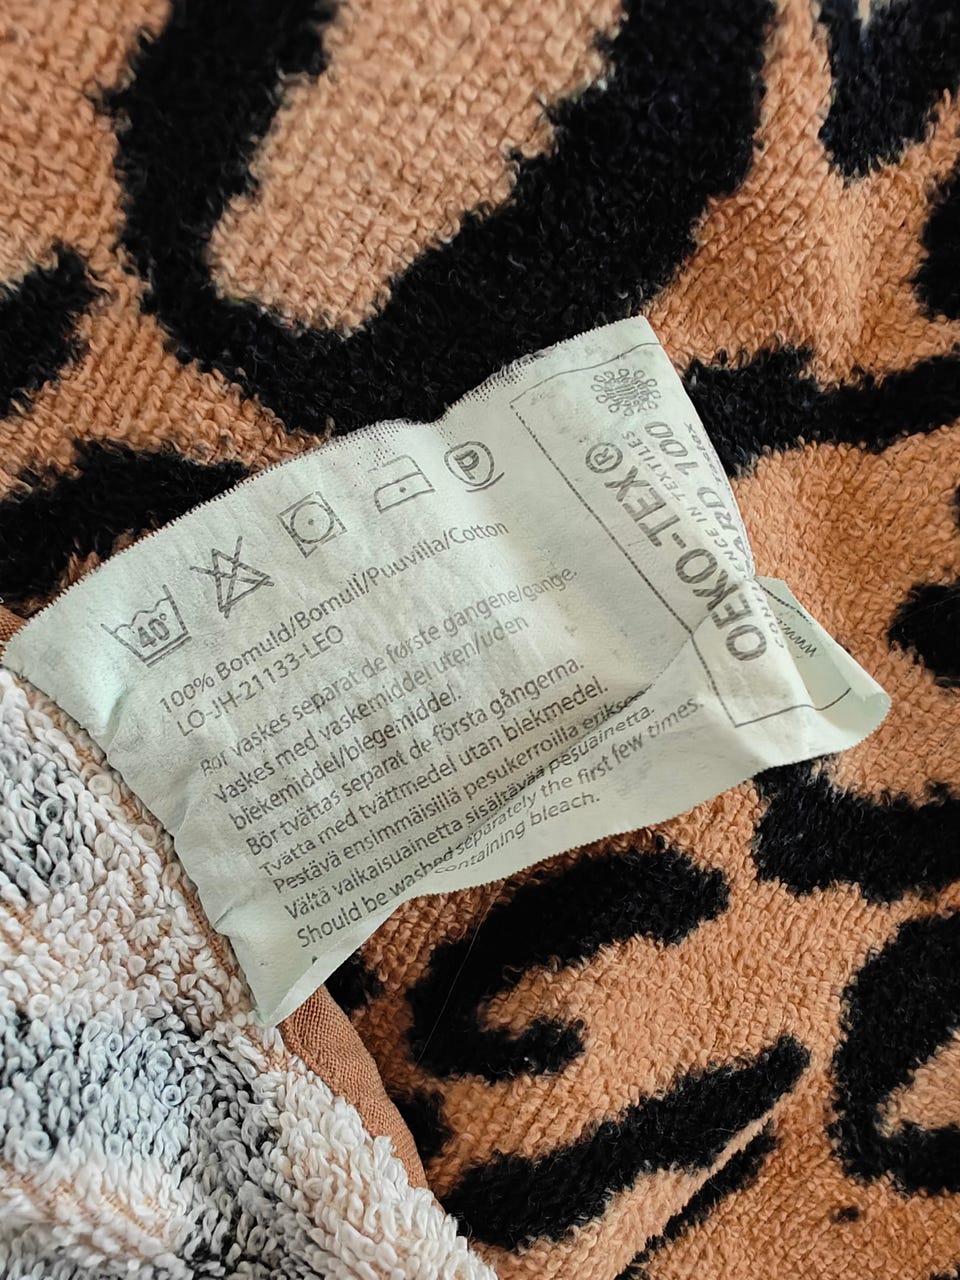 40°
D
100% Bomuld/Bomull/Puuvilla/Cotton
LO-JH-21133-LEO
Bør vaskes separat de første gangene/gange.
Vaskes med vaskemiddel uten/uden
blekemiddel/blegemiddel.
Bör tvättas separat de första gångerna.
Tvätta med tvättmedel utan blekmedel.
Pestävä ensimmäisillä pesukerroilla erikseen
Vältä valkaisuainetta sisältävää pesuainetta.
Should be washed separately the first few times.
containing bleach.
OEKO-TEX®
IN TEXTILES
100
www.